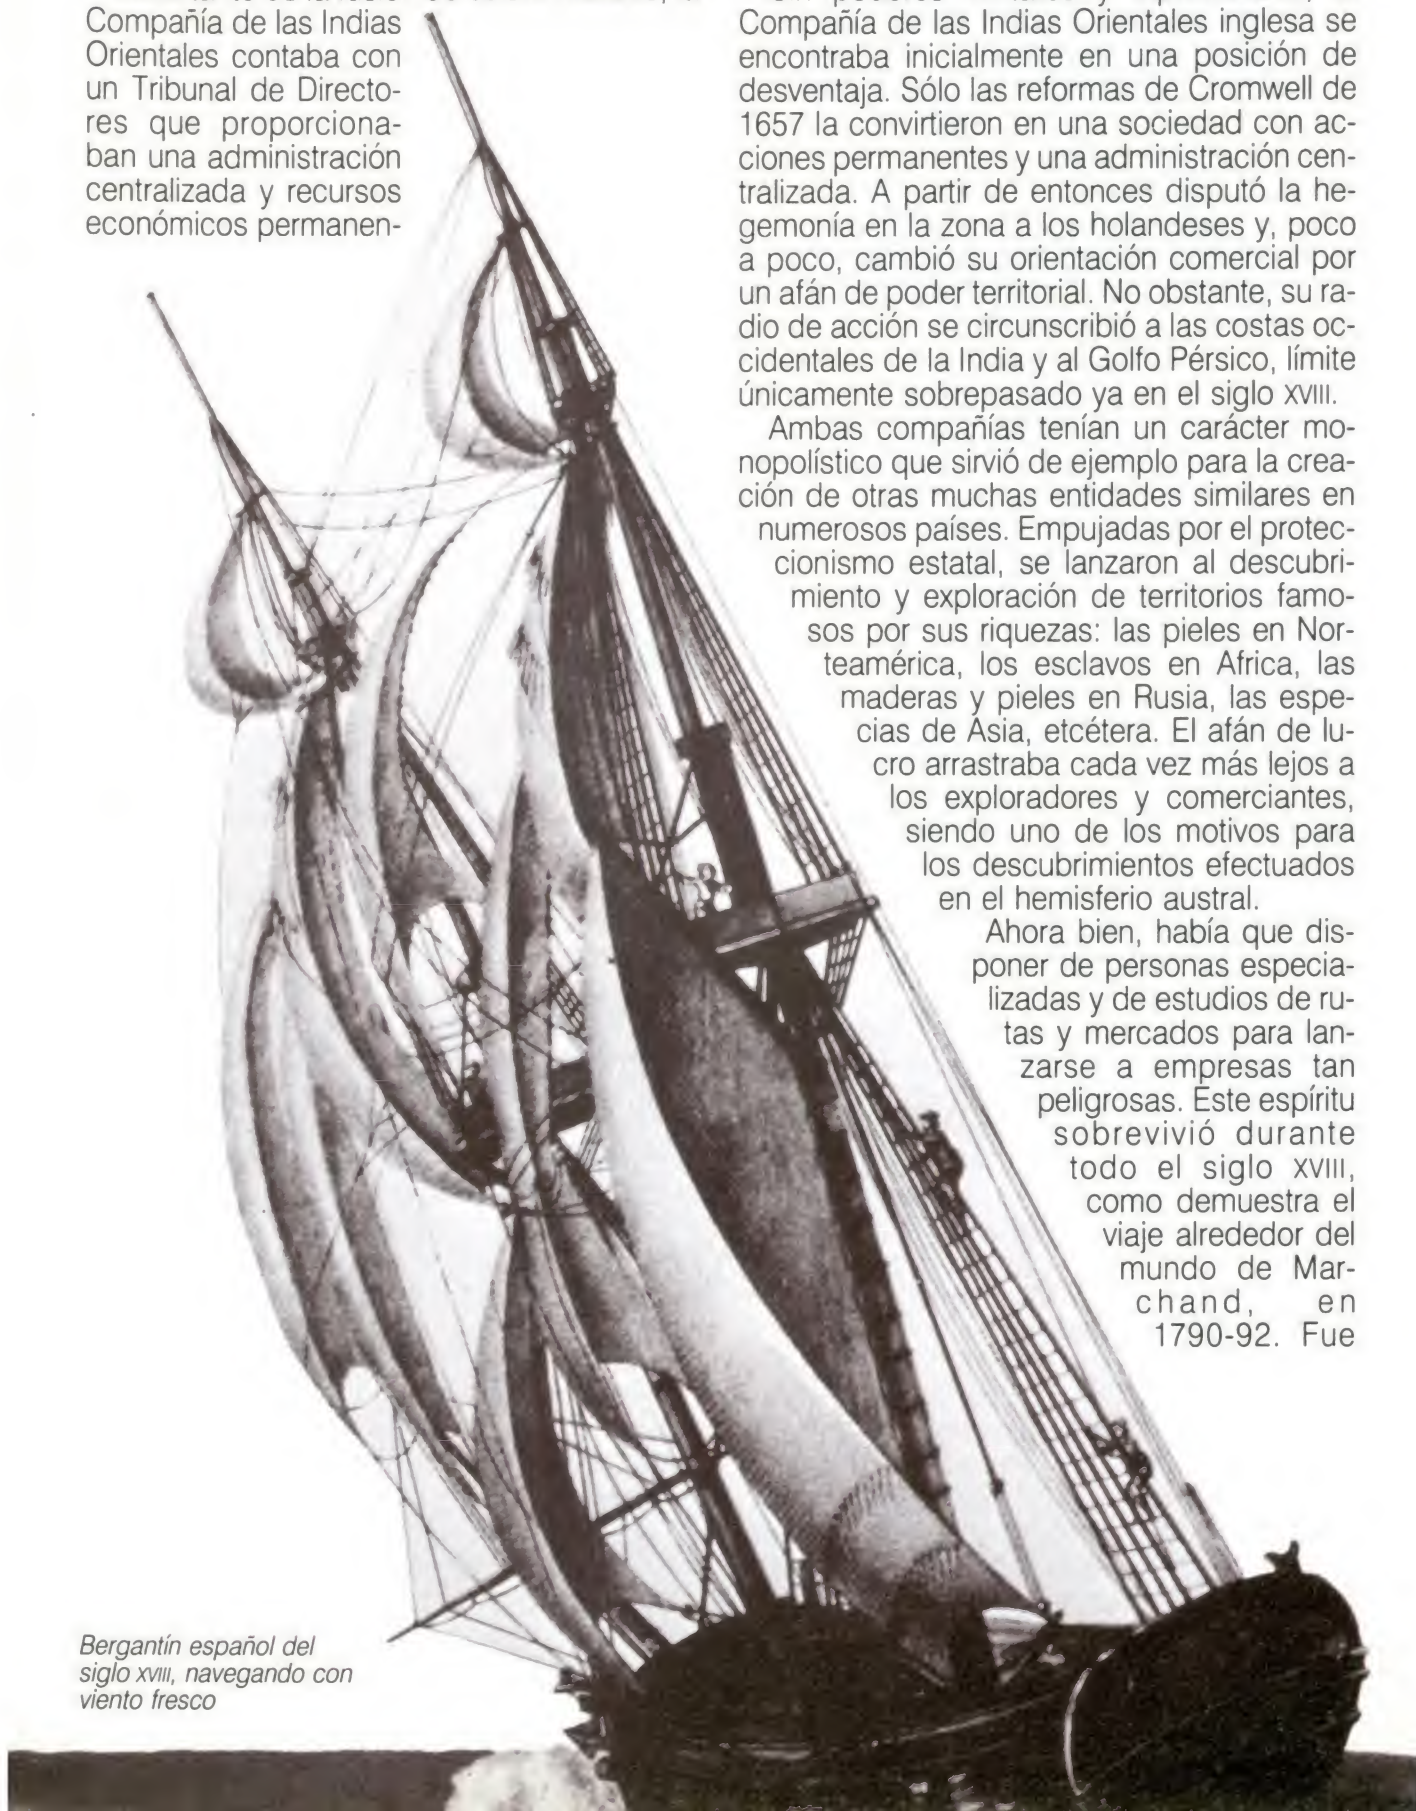 Compañía de las Indias
Orientales contaba con
un Tribunal de Directo-
res que proporciona-
ban una administración
centralizada y recursos
económicos permanen-
Compañía de las Indias Orientales inglesa se
encontraba inicialmente en una posición de
desventaja. Sólo las reformas de Cromwell de
1657 la convirtieron en una sociedad con ac-
ciones permanentes y una administración cen-
tralizada. A partir de entonces disputó la he-
gemonía en la zona a los holandeses y, poco
a poco, cambió su orientación comercial por
un afán de poder territorial. No obstante, su ra-
dio de acción se circunscribió a las costas oc-
cidentales de la India y al Golfo Pérsico, límite
únicamente sobrepasado ya en el siglo XVIII.
Ambas compañías tenían un carácter mo-
nopolístico que sirvió de ejemplo para la crea-
ción de otras muchas entidades similares en
numerosos países. Empujadas por el protec-
cionismo estatal, se lanzaron al descubri-
miento y exploración de territorios famo-
sos por sus riquezas: las pieles en Nor-
teamérica, los esclavos en Africa, las
maderas y pieles en Rusia, las espe-
cias de Asia, etcétera. El afán de lu-
cro arrastraba cada vez más lejos a
los exploradores y comerciantes,
siendo uno de los motivos para
los descubrimientos efectuados
en el hemisferio austral.
Ahora bien, había que dis-
poner de personas especia-
lizadas y de estudios de ru-
tas y mercados para lan-
zarse a empresas tan
peligrosas. Este espíritu
sobrevivió durante
todo el siglo XVIII,
como demuestra el
viaje alrededor del
mundo de Mar-
chand, en
1790-92. Fue
Bergantín español del
siglo XVIII, navegando con
viento fresco